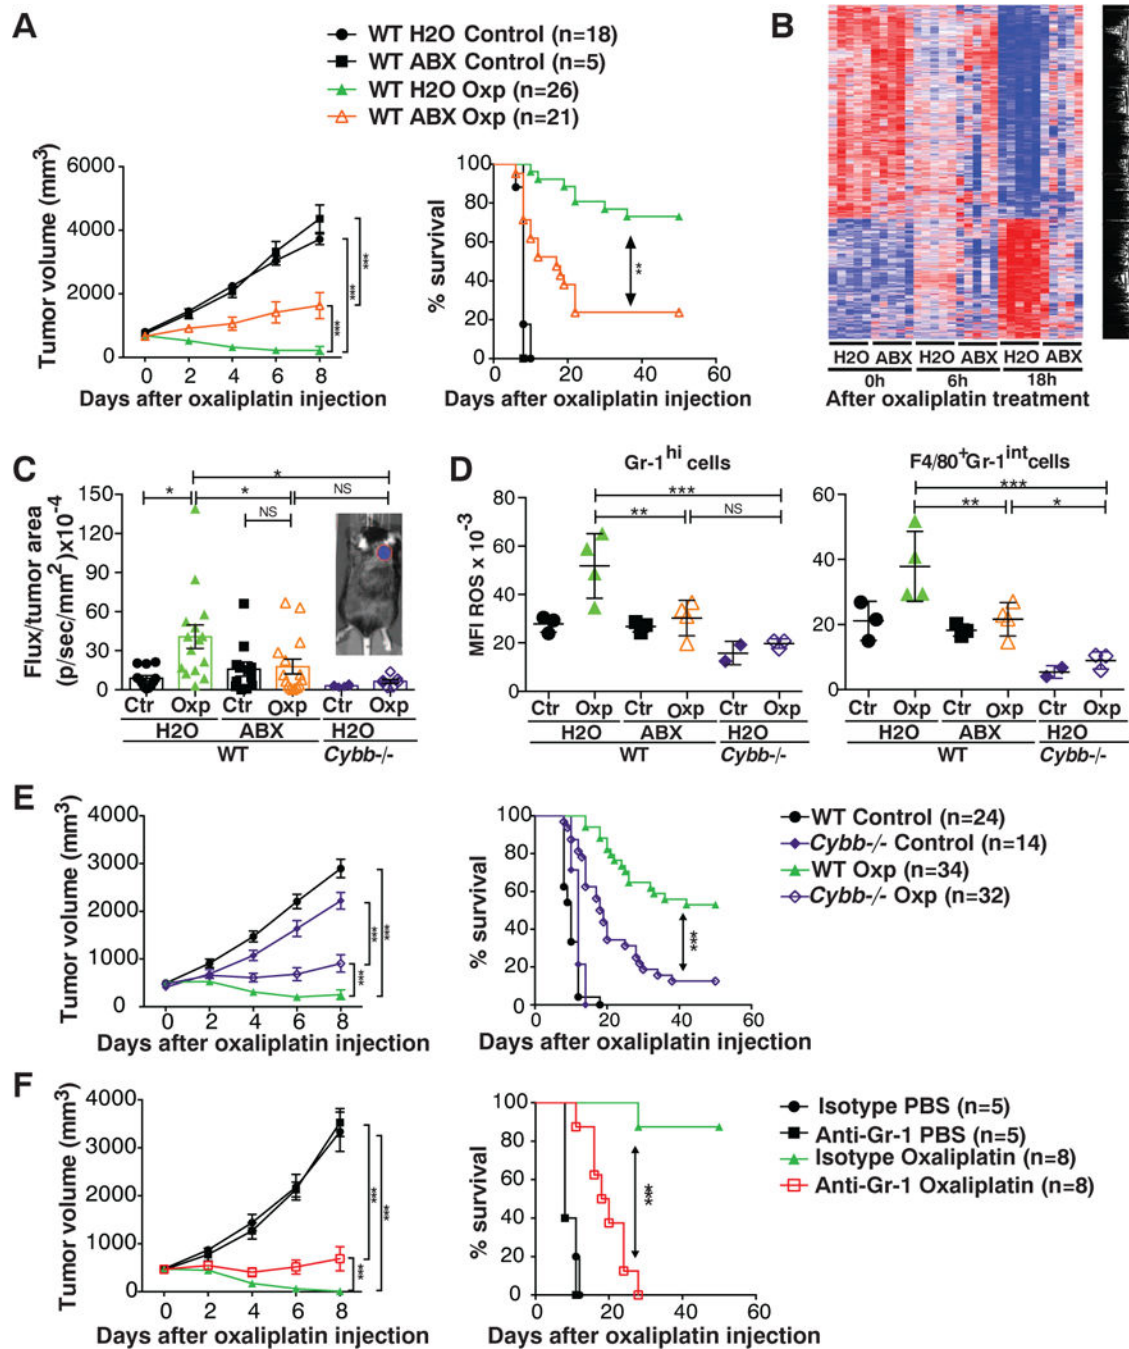 A
WT H2O Control (n=18)
WT ABX Control (n=5)
WT H2O Oxp (n=26)
WT ABX Oxp (n=21)
Tumor volume (mm3)
6000
4000
2000
0
0 2 4 6 8
Days after oxaliplatin injection
***
***
***
% survival
100
80
60
40
20
0
0 20 40 60
**
Days after oxaliplatin injection
B
H2O ABX H2O ABX H2O ABX
0h 6h 18h
After oxaliplatin treatment
C
Flux/tumor area
(p/sec/mm2)x10-4
150
120
90
60
30
0
*
* * NS
NS
Ctr Oxp Ctr Oxp Ctr Oxp
H2O ABX H2O
WT Cybb-/-
D
Gr-1hi cells
MFI ROS x 10-3
80
60
40
20
0
***
** NS
Ctr Oxp Ctr Oxp Ctr Oxp
H2O ABX H2O
WT Cybb-/-
F4/80+Gr-1int cells
60
40
20
0
***
** *
Ctr Oxp Ctr Oxp Ctr Oxp
H2O ABX H2O
WT Cybb-/-
E
Tumor volume (mm3)
4000
3000
2000
1000
0
0 2 4 6 8
Days after oxaliplatin injection
***
***
***
% survival
100
80
60
40
20
0
0 20 40 60
***
Days after oxaliplatin injection
WT Control (n=24)
Cybb-/- Control (n=14)
WT Oxp (n=34)
Cybb-/- Oxp (n=32)
F
Tumor volume (mm3)
4000
3000
2000
1000
0
0 2 4 6 8
Days after oxaliplatin injection
***
***
***
% survival
100
80
60
40
20
0
0 20 40 60
***
Days after oxaliplatin injection
Isotype PBS (n=5)
Anti-Gr-1 PBS (n=5)
Isotype Oxaliplatin (n=8)
Anti-Gr-1 Oxaliplatin (n=8)